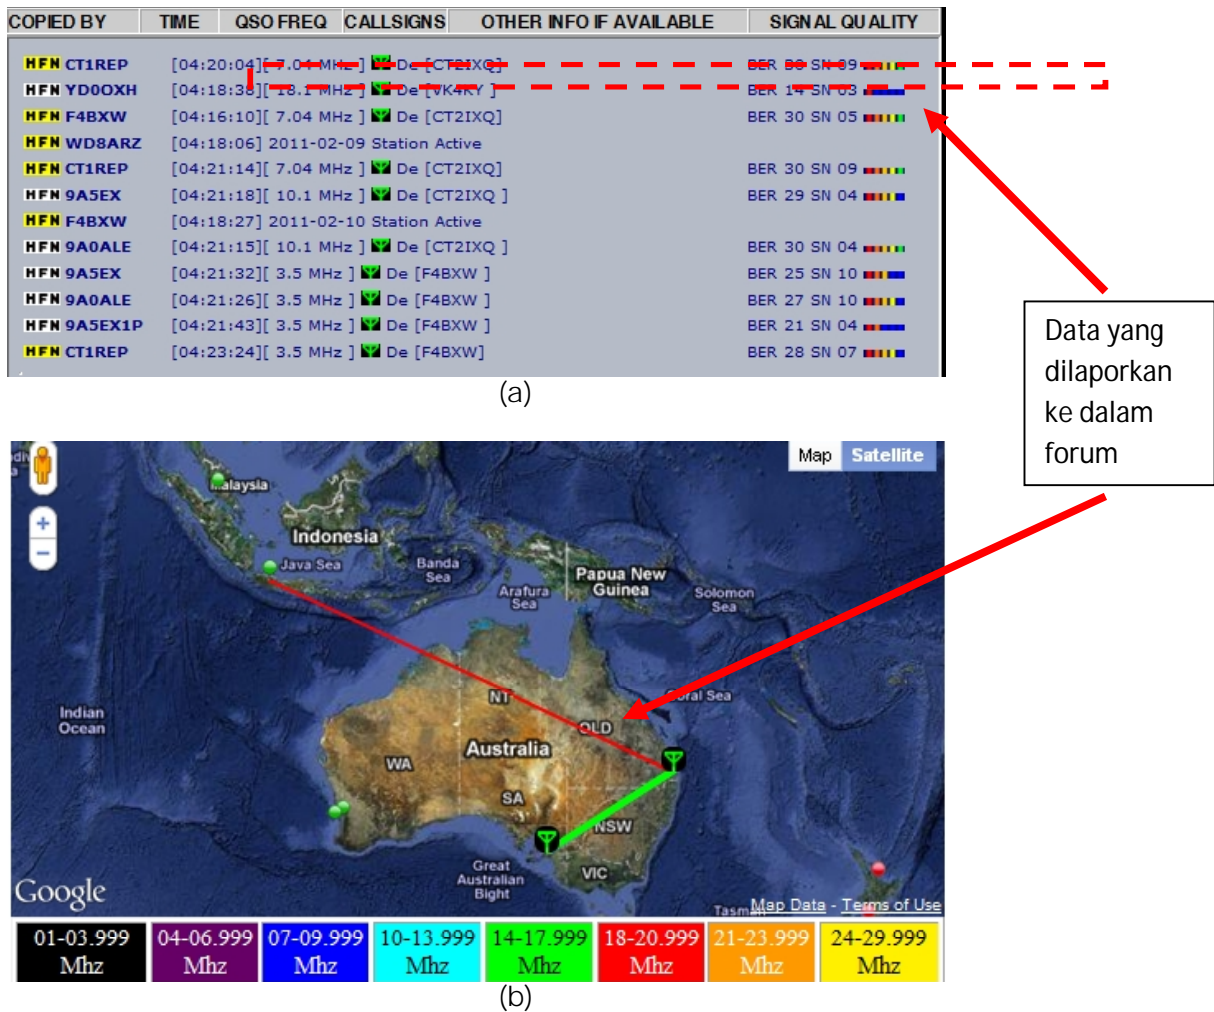 COPIED BY TIME QSO FREQ CALLSIGNS OTHER INFO IF AVAILABLE SIGNAL QUALITY
HFN CT1REP [04:20:04][ 7.04 MHz ] De [CT2IXQ] BER 30 SN 09
HFN YD0OXH [04:18:38][ 18.1 MHz ] De [VK4KY ] BER 14 SN 03
HFN F4BXW [04:16:10][ 7.04 MHz ] De [CT2IXQ] BER 30 SN 05
HFN WD8ARZ [04:18:06] 2011-02-09 Station Active
HFN CT1REP [04:21:14][ 7.04 MHz ] De [CT2IXQ] BER 30 SN 09
HFN 9A5EX [04:21:18][ 10.1 MHz ] De [CT2IXQ ] BER 29 SN 04
HFN F4BXW [04:18:27] 2011-02-10 Station Active
HFN 9A0ALE [04:21:15][ 10.1 MHz ] De [CT2IXQ ] BER 30 SN 04
HFN 9A5EX [04:21:32][ 3.5 MHz ] De [F4BXW ] BER 25 SN 10
HFN 9A0ALE [04:21:26][ 3.5 MHz ] De [F4BXW ] BER 27 SN 10
HFN 9A5EX1P [04:21:43][ 3.5 MHz ] De [F4BXW ] BER 21 SN 04
HFN CT1REP [04:23:24][ 3.5 MHz ] De [F4BXW] BER 28 SN 07
(a)
Data yang
dilaporkan
ke dalam
forum
Map Satellite
Malaysia
Indonesia
Java Sea
Banda
Sea
Arafura
Sea
Papua New
Guinea
Solomon
Sea
Coral Sea
Indian
Ocean
NT
QLD
Australia
WA
SA
NSW
VIC
Great
Australian
Bight
Google
Map Data - Terms of Use
01-03.999 Mhz
04-06.999 Mhz
07-09.999 Mhz
10-13.999 Mhz
14-17.999 Mhz
18-20.999 Mhz
21-23.999 Mhz
24-29.999 Mhz
(b)